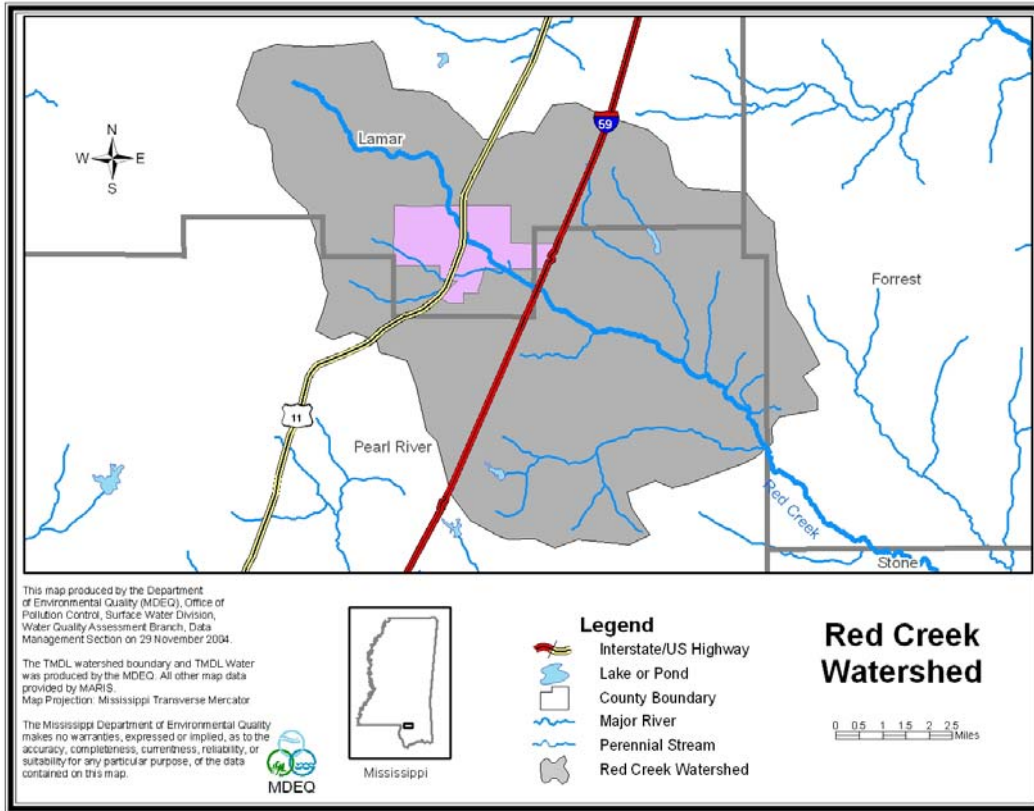 59
Lamar
N
W E
S
Forrest
11
Pearl River
Red Creek
Stone
This map produced by the Department
of Environmental Quality (MDEQ), Office of
Pollution Control, Surface Water Division,
Water Quality Assessment Branch, Data
Management Section on 29 November 2004.
The TMDL watershed boundary and TMDL Water
was produced by the MDEQ. All other map data
provided by MARIS.
Map Projection: Mississippi Transverse Mercator
The Mississippi Department of Environmental Quality
makes no warranties, expressed or implied, as to the
accuracy, completeness, currentness, reliability, or
suitability for any particular purpose, of the data
contained on this map.
MDEQ
Mississippi
Legend
Interstate/US Highway
Lake or Pond
County Boundary
Major River
Perennial Stream
Red Creek Watershed
Red Creek
Watershed
0 0.5 1 1.5 2 2.5
Miles